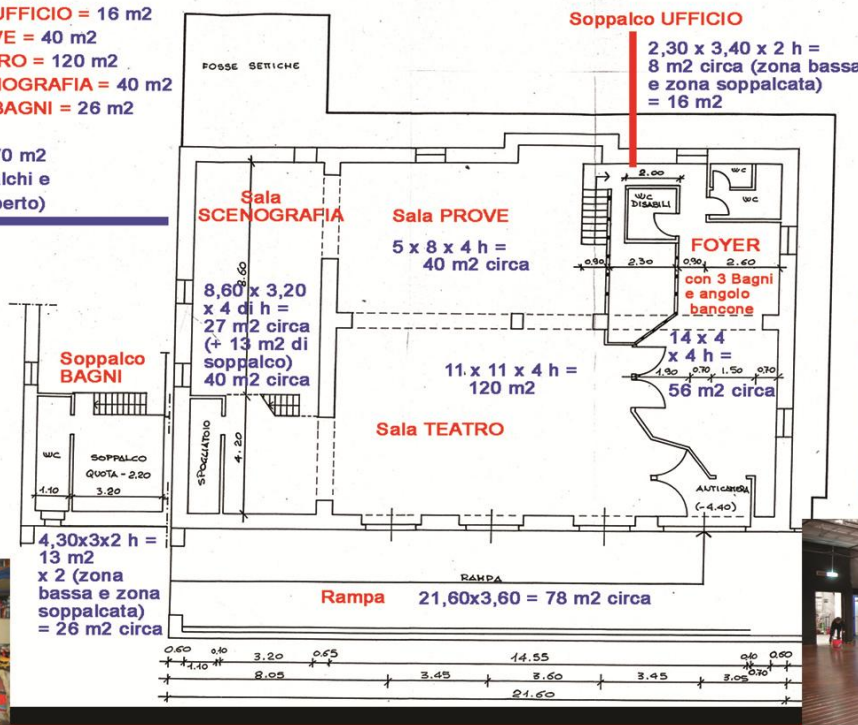 UFFICIO = 16 m2
VE = 40 m2
RO = 120 m2
NOGRAFIA = 40 m2
BAGNI = 26 m2
70 m2
alchi e
perto)
Soppalco UFFICIO
2,30 x 3,40 x 2 h =
8 m2 circa (zona bassa
e zona soppalcata)
= 16 m2
FOSSE SETTICHE
Sala
SCENOGRAFIA
8,60
8,60 x 3,20
x 4 di h =
27 m2 circa
(+ 13 m2 di
soppalco)
40 m2 circa
Sala PROVE
5 x 8 x 4 h =
40 m2 circa
2.00
WC
DISABILI
WC
WC
FOYER
0,90 2.30 0,90 2.60
con 3 Bagni
e angolo
bancone
14 x 4
x 4 h =
1.90 0.70 1.50 0.70
56 m2 circa
11 x 11 x 4 h =
120 m2
Sala TEATRO
Soppalco
BAGNI
WC
SOPPALCO
QUOTA - 2.20
1.10 3.20
SPOGLIATOIO
4.20
ANTICAMERA
(-4.40)
4,30x3x2 h =
13 m2
x 2 (zona
bassa e zona
soppalcata)
= 26 m2 circa
RAMPA
Rampa 21,60x3,60 = 78 m2 circa
0.60 1.10 0.10 3.20 0.65 14.55 0.10 0.70 0.60
8.05 3.45 3.60 3.45 3.05
21.60